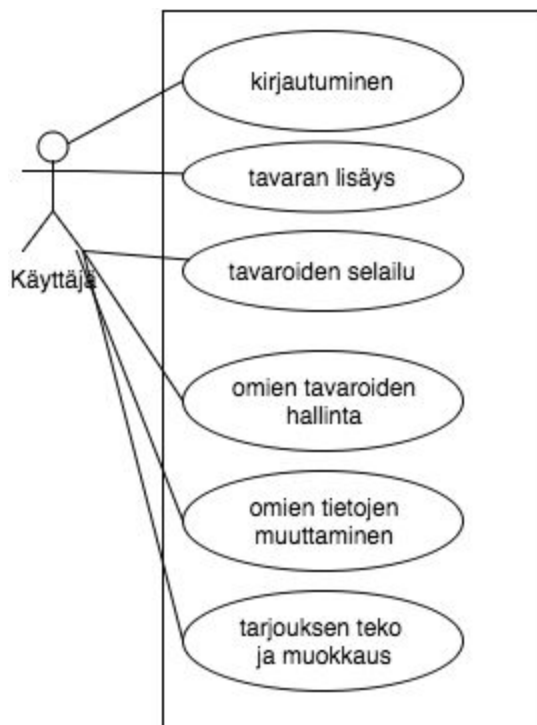 kirjautuminen
tavaran lisäys
tavaroiden selailu
Käyttäjä
omien tavaroiden
hallinta
omien tietojen
muuttaminen
tarjouksen teko
ja muokkaus